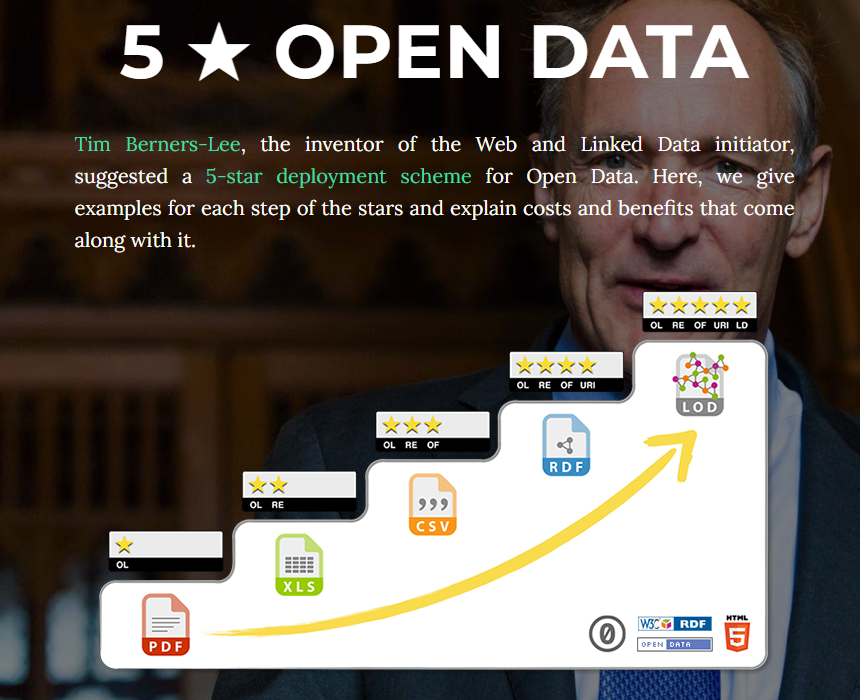 5 ★ OPEN DATA
Tim Berners-Lee, the inventor of the Web and Linked Data initiator,
suggested a 5-star deployment scheme for Open Data. Here, we give
examples for each step of the stars and explain costs and benefits that come
along with it.
OL RE OF URI LD
LOD
OL RE OF URI
RDF
OL RE OF
CSV
OL RE
XLS
OL
PDF
0
W3C RDF
OPEN DATA
HTML
5